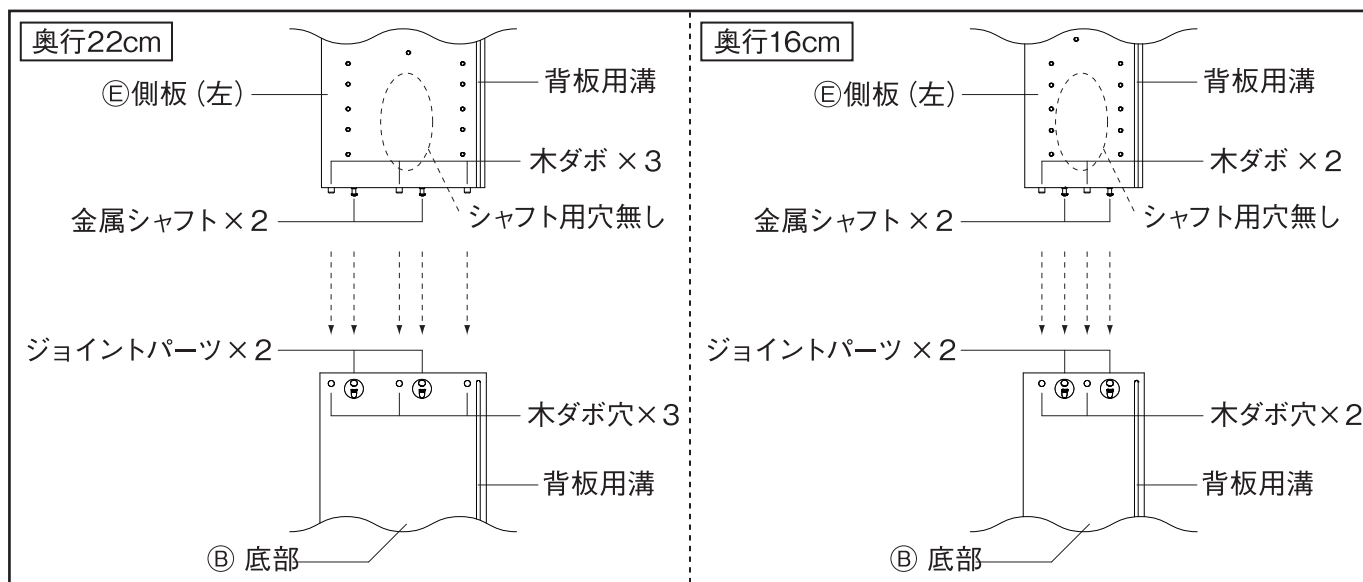 奥行22cm
Ⓔ側板（左）
背板用溝
木ダボ×3
金属シャフト×2
シャフト用穴無し
ジョイントパーツ×2
木ダボ穴×3
背板用溝
Ⓑ 底部
奥行16cm
Ⓔ側板（左）
背板用溝
木ダボ×2
金属シャフト×2
シャフト用穴無し
ジョイントパーツ×2
木ダボ穴×2
背板用溝
Ⓑ 底部